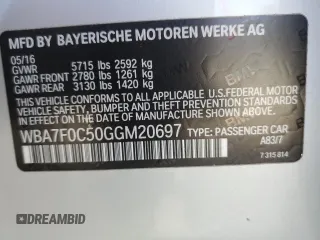 MFD BY BAYERISCHE MOTOREN WERKE AG
05/16
GVWR 5715 lbs 2592 kg
GAWR FRONT 2780 lbs 1261 kg
GAWR REAR 3130 lbs 1420 kg
THIS VEHICLE CONFORMS TO ALL APPLICABLE U.S. FEDERAL MOTOR
VEHICLE SAFETY, BUMPER, AND THEFT PREVENTION STANDARDS IN
EFFECT ON THE DATE OF MANUFACTURE SHOWN ABOVE.
WBA7F0C50GGM20697 TYPE: PASSENGER CAR
A83/7
7 315 814